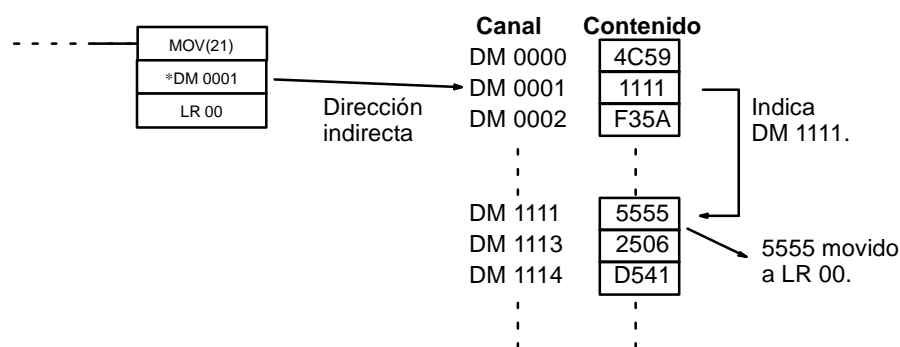 Canal Contenido
MOV(21)
*DM 0001
LR 00
Dirección
indirecta
DM 0000 4C59
DM 0001 1111
DM 0002 F35A
Indica
DM 1111.
DM 1111 5555
DM 1113 2506
DM 1114 D541
5555 movido
a LR 00.